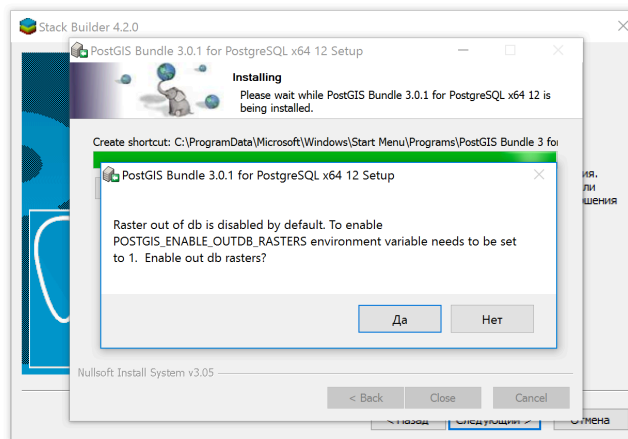 Stack Builder 4.2.0
PostGIS Bundle 3.0.1 for PostgreSQL x64 12 Setup
Installing
Please wait while PostGIS Bundle 3.0.1 for PostgreSQL x64 12 is
being installed.
Create shortcut: C:\ProgramData\Microsoft\Windows\Start Menu\Programs\PostGIS Bundle 3 for
PostGIS Bundle 3.0.1 for PostgreSQL x64 12 Setup
Raster out of db is disabled by default. To enable
POSTGIS_ENABLE_OUTDB_RASTERS environment variable needs to be set
to 1. Enable out db rasters?
Да
Нет
Nullsoft Install System v3.05
< Back
Close
Cancel
< Назад
Следующий >
Отмена